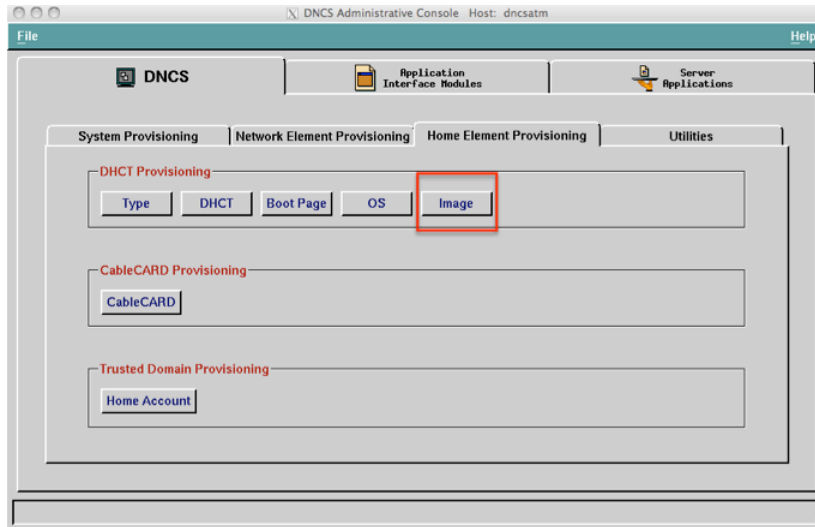 DNCS Administrative Console Host: dncsatm
File Help
DNCS
Application
Interface Modules
Server
Applications
System Provisioning Network Element Provisioning Home Element Provisioning Utilities
DHCT Provisioning
Type DHCT Boot Page OS Image
CableCARD Provisioning
CableCARD
Trusted Domain Provisioning
Home Account